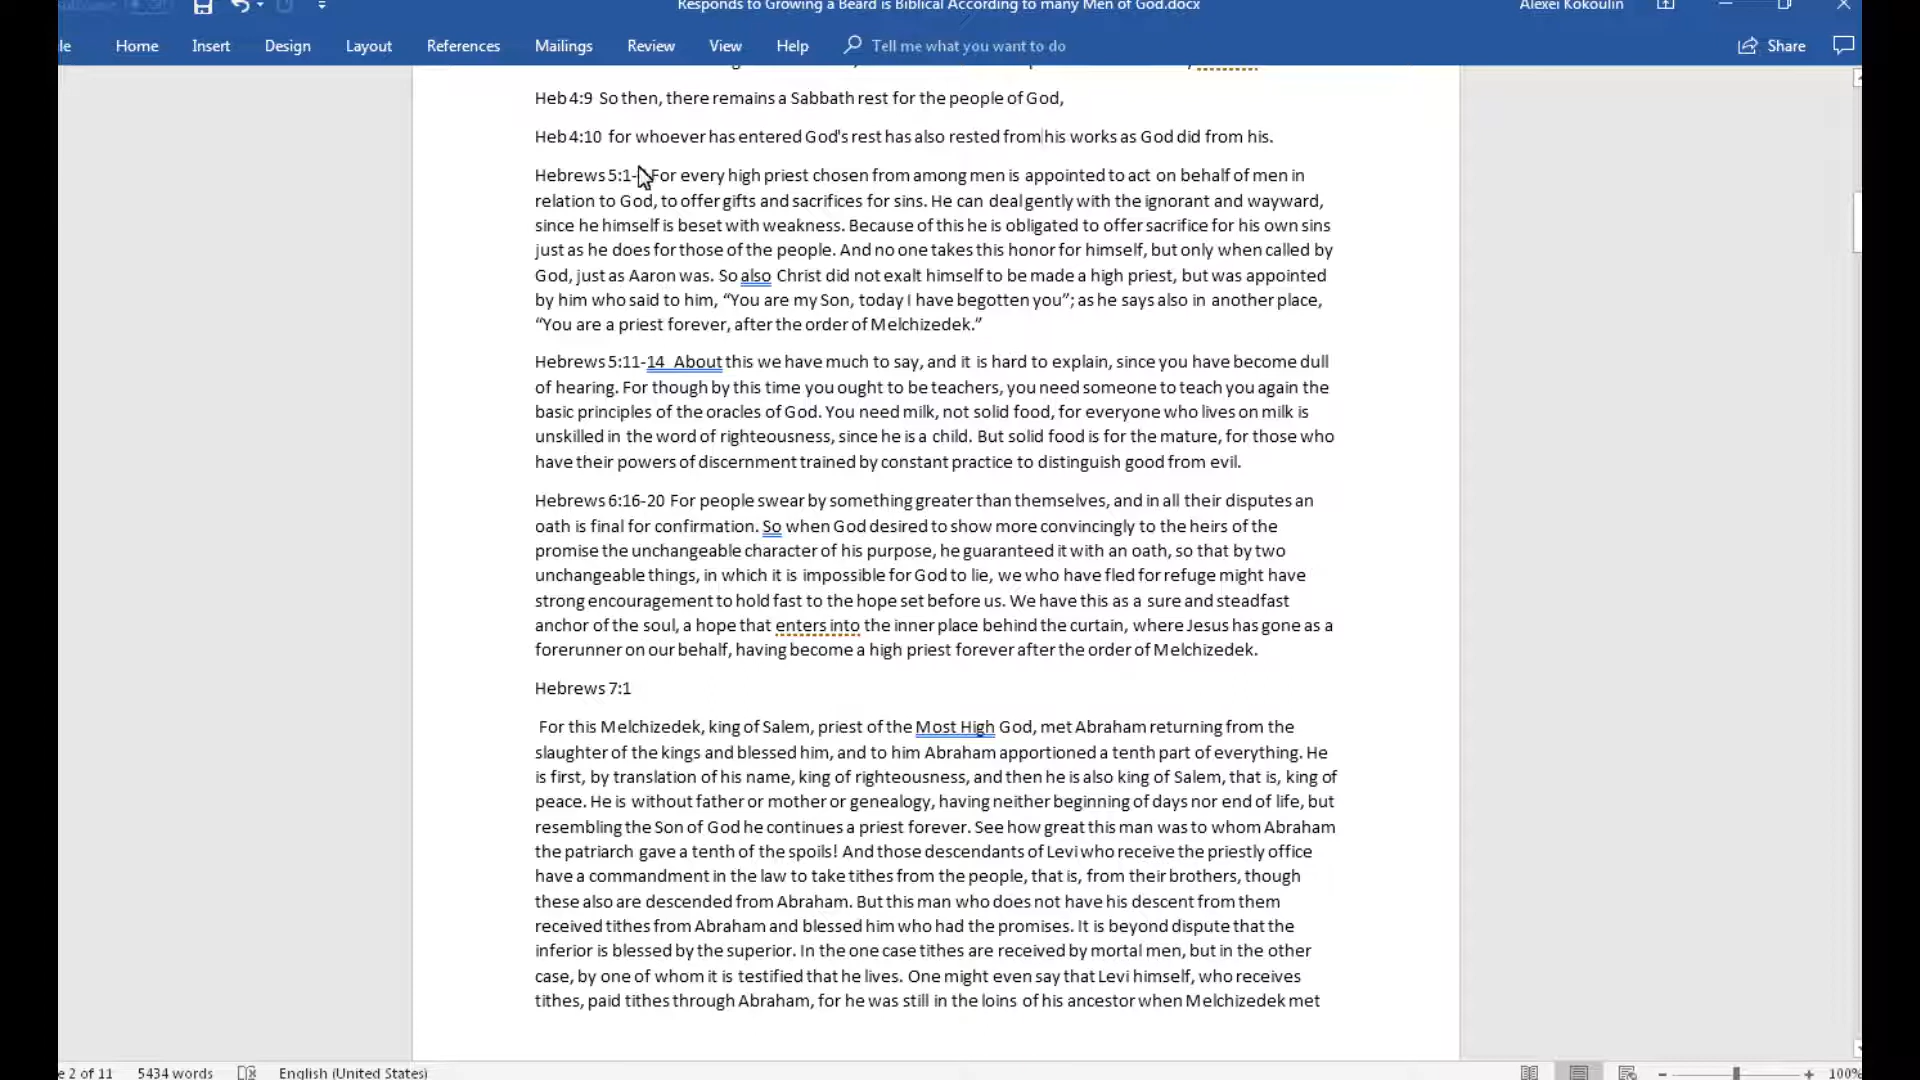 Responds to Growing a Beard is Biblical According to many Men of God.docx
Alexei Kokoulin
Home Insert Design Layout References Mailings Review View Help Tell me what you want to do Share
Heb 4:9 So then, there remains a Sabbath rest for the people of God,
Heb 4:10 for whoever has entered God's rest has also rested from his works as God did from his.
Hebrews 5:1- For every high priest chosen from among men is appointed to act on behalf of men in
relation to God, to offer gifts and sacrifices for sins. He can deal gently with the ignorant and wayward,
since he himself is beset with weakness. Because of this he is obligated to offer sacrifice for his own sins
just as he does for those of the people. And no one takes this honor for himself, but only when called by
God, just as Aaron was. So also Christ did not exalt himself to be made a high priest, but was appointed
by him who said to him, “You are my Son, today I have begotten you”; as he says also in another place,
“You are a priest forever, after the order of Melchizedek.”
Hebrews 5:11-14 About this we have much to say, and it is hard to explain, since you have become dull
of hearing. For though by this time you ought to be teachers, you need someone to teach you again the
basic principles of the oracles of God. You need milk, not solid food, for everyone who lives on milk is
unskilled in the word of righteousness, since he is a child. But solid food is for the mature, for those who
have their powers of discernment trained by constant practice to distinguish good from evil.
Hebrews 6:16-20 For people swear by something greater than themselves, and in all their disputes an
oath is final for confirmation. So when God desired to show more convincingly to the heirs of the
promise the unchangeable character of his purpose, he guaranteed it with an oath, so that by two
unchangeable things, in which it is impossible for God to lie, we who have fled for refuge might have
strong encouragement to hold fast to the hope set before us. We have this as a sure and steadfast
anchor of the soul, a hope that enters into the inner place behind the curtain, where Jesus has gone as a
forerunner on our behalf, having become a high priest forever after the order of Melchizedek.
Hebrews 7:1
For this Melchizedek, king of Salem, priest of the Most High God, met Abraham returning from the
slaughter of the kings and blessed him, and to him Abraham apportioned a tenth part of everything. He
is first, by translation of his name, king of righteousness, and then he is also king of Salem, that is, king of
peace. He is without father or mother or genealogy, having neither beginning of days nor end of life, but
resembling the Son of God he continues a priest forever. See how great this man was to whom Abraham
the patriarch gave a tenth of the spoils! And those descendants of Levi who receive the priestly office
have a commandment in the law to take tithes from the people, that is, from their brothers, though
these also are descended from Abraham. But this man who does not have his descent from them
received tithes from Abraham and blessed him who had the promises. It is beyond dispute that the
inferior is blessed by the superior. In the one case tithes are received by mortal men, but in the other
case, by one of whom it is testified that he lives. One might even say that Levi himself, who receives
tithes, paid tithes through Abraham, for he was still in the loins of his ancestor when Melchizedek met
e 2 of 11 5434 words English (United States) 100%